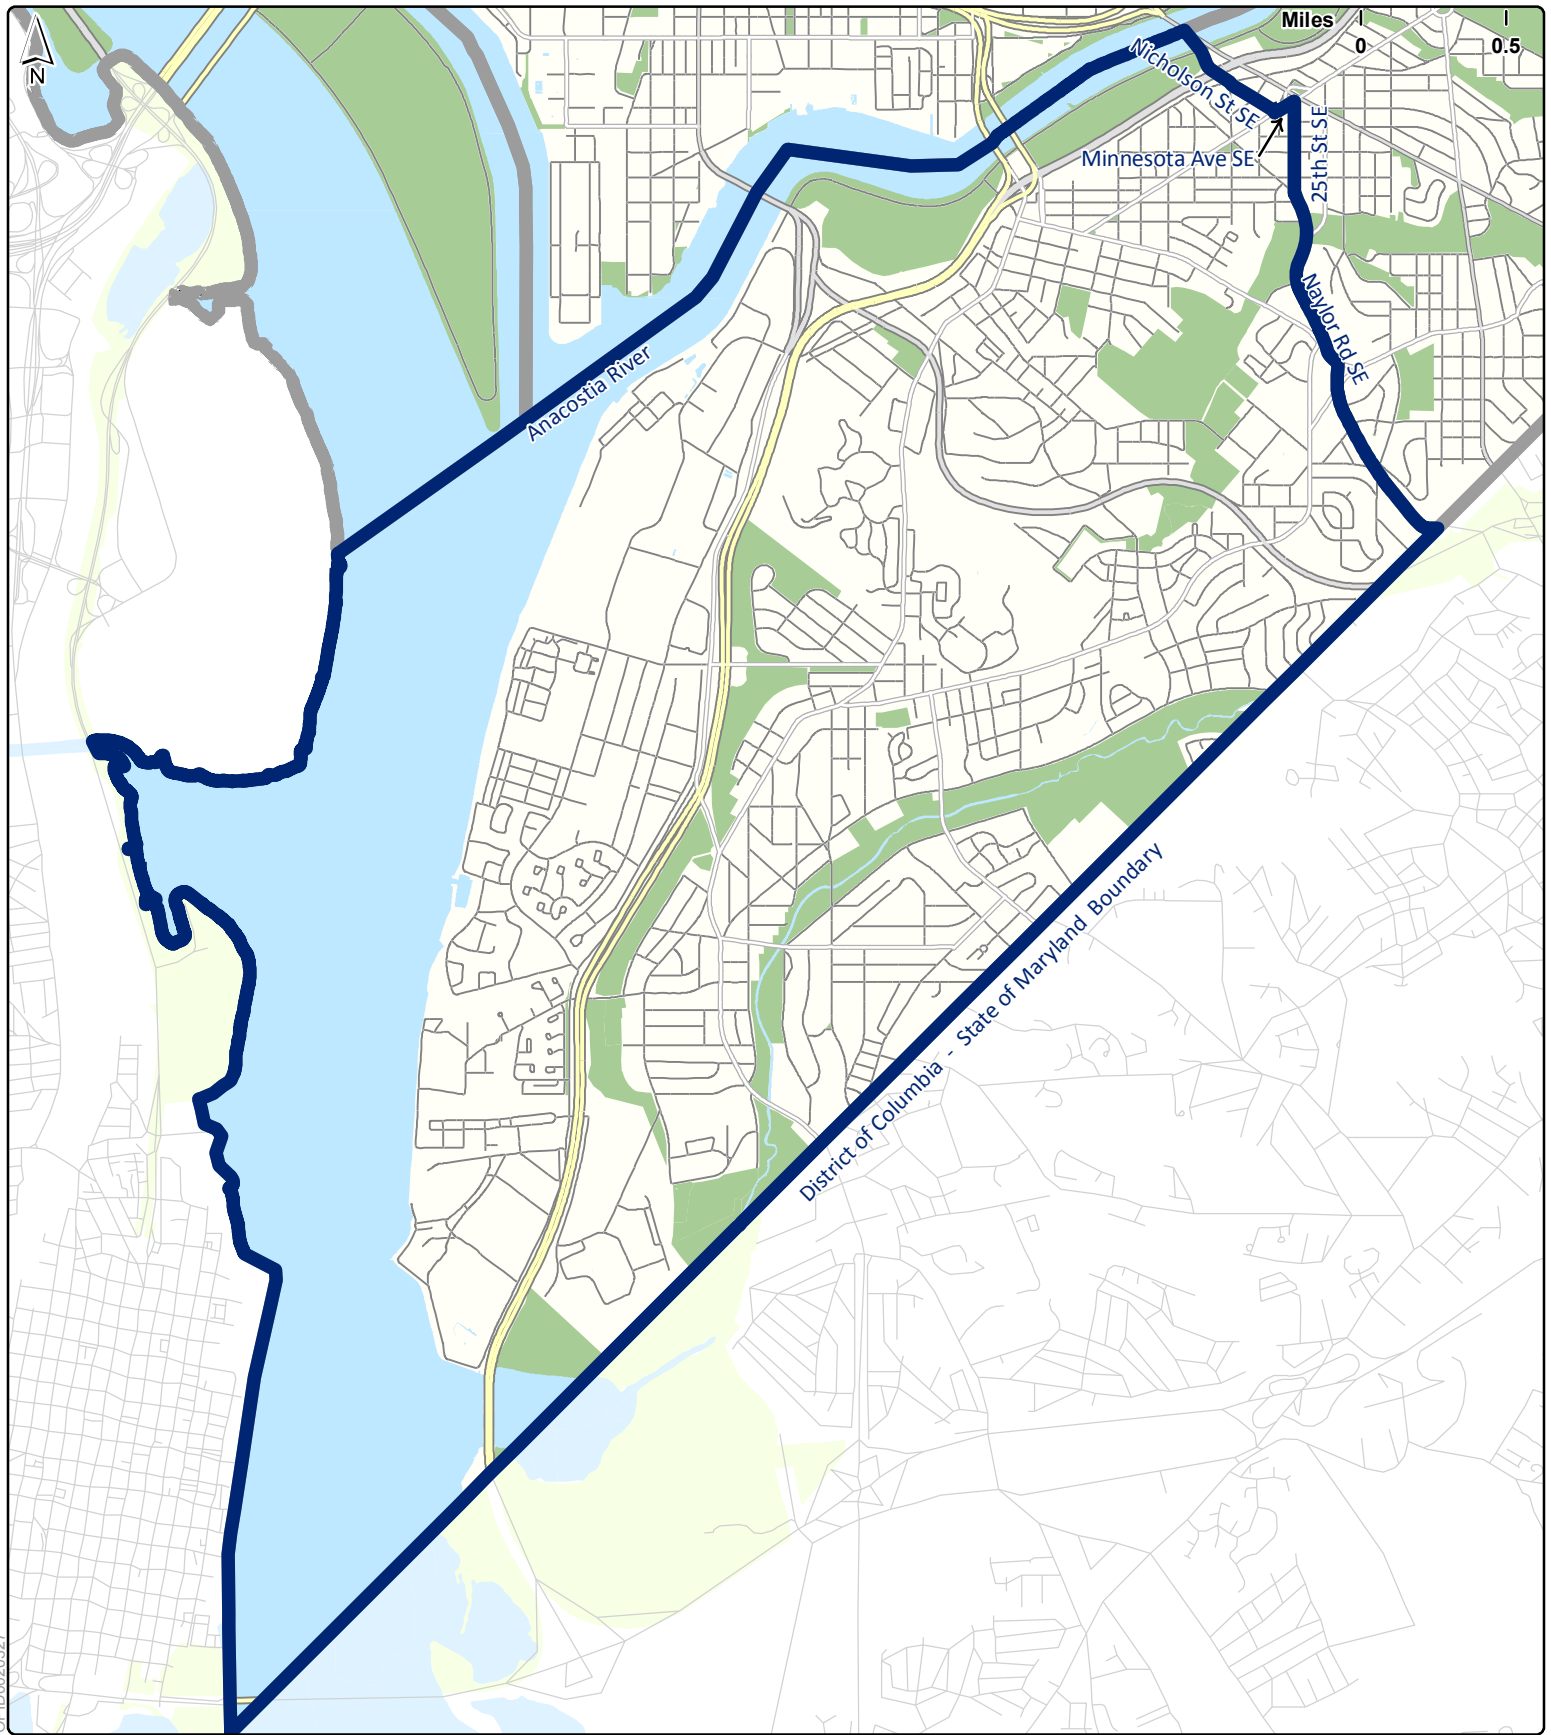 Miles
0
0.5
N
Nicholson St SE
Minnesota Ave SE
25th St SE
Naylor Rd SE
Anacostia River
District of Columbia - State of Maryland Boundary